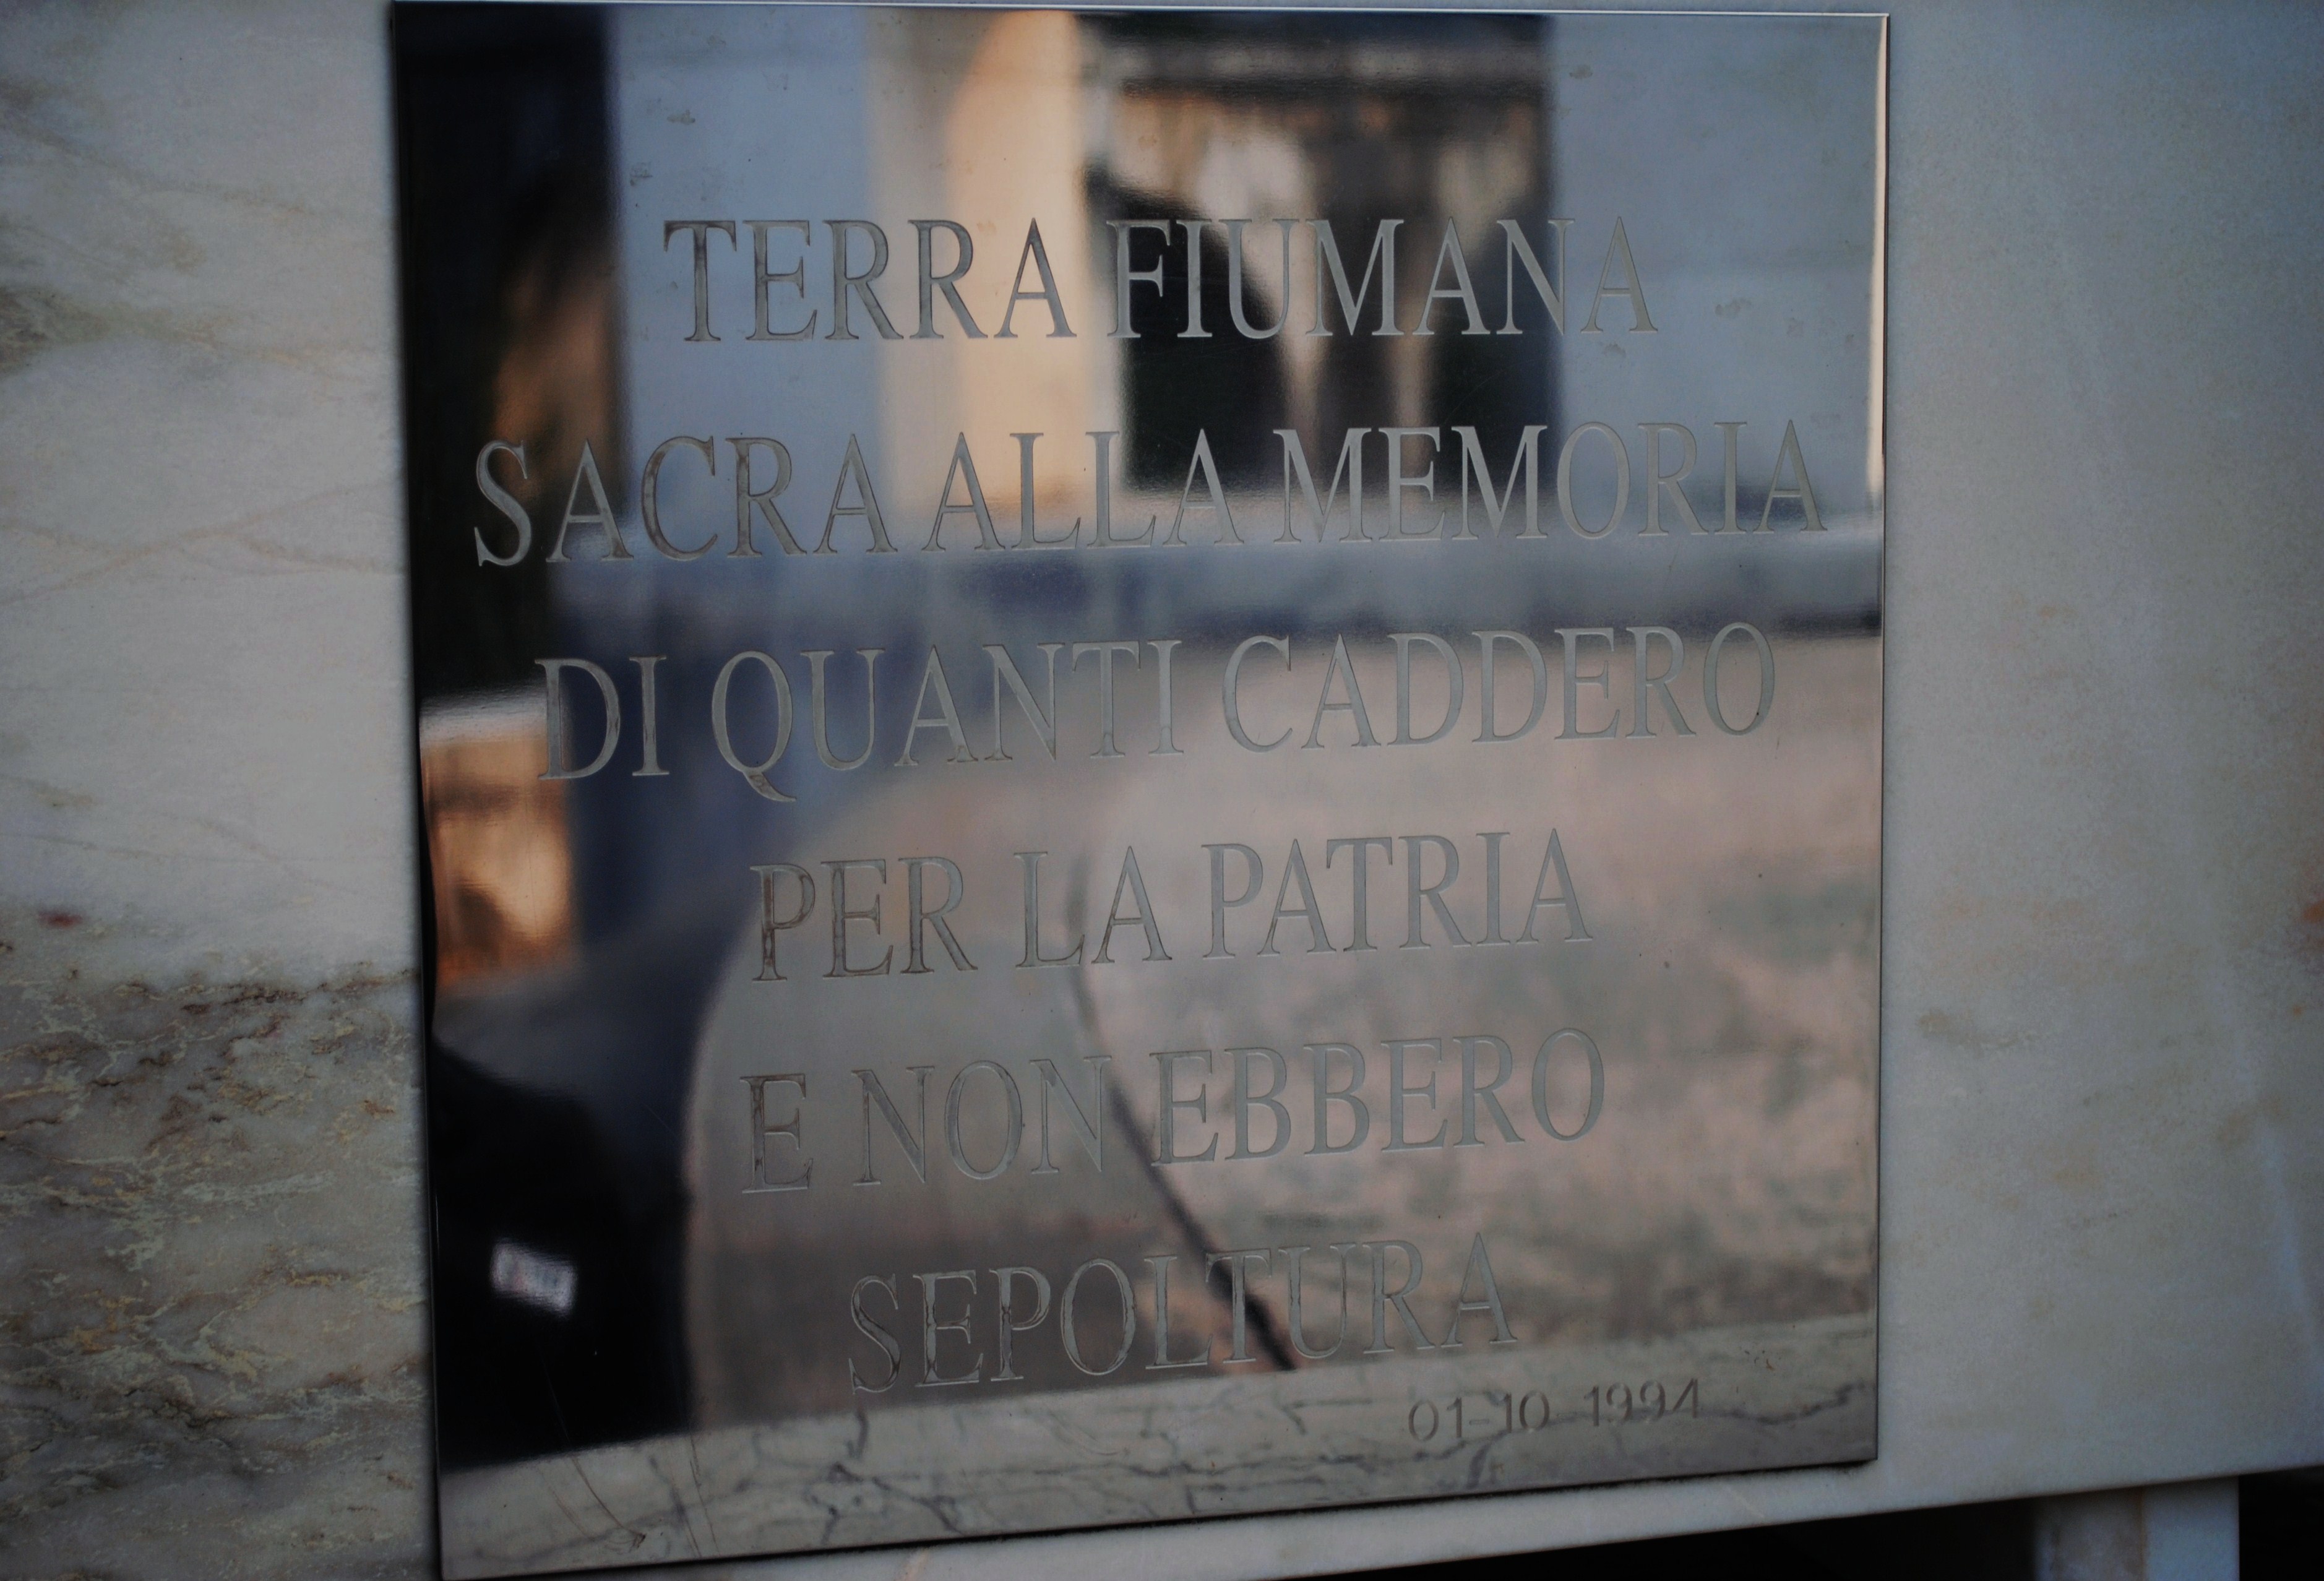 TERRA FIUMANA
SACRA ALLA MEMORIA
DI QUANTI CADDERO
PER LA PATRIA
E NON EBBERO
SEPOLTURA
01-10-1994